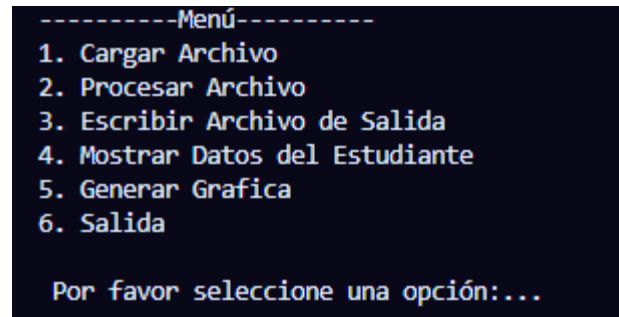 ----------Menú----------
1. Cargar Archivo
2. Procesar Archivo
3. Escribir Archivo de Salida
4. Mostrar Datos del Estudiante
5. Generar Grafica
6. Salida
Por favor seleccione una opción:...